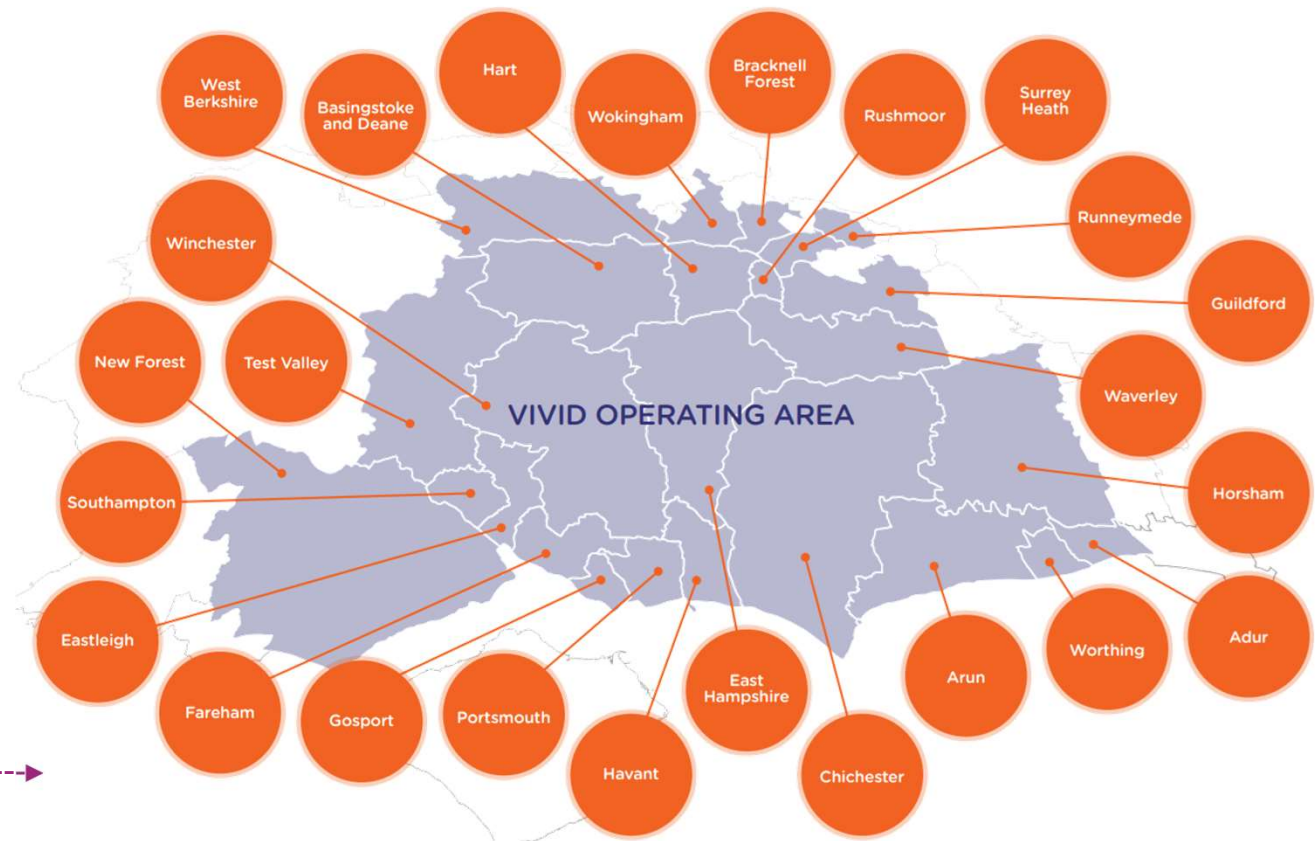 West
Berkshire
Basingstoke
and Deane
Hart
Wokingham
Bracknell
Forest
Rushmoor
Surrey
Heath
Runneymede
Winchester
Guildford
New Forest
Test Valley
Waverley
VIVID OPERATING AREA
Southampton
Horsham
Eastleigh
Fareham
Gosport
Portsmouth
Havant
East
Hampshire
Chichester
Arun
Worthing
Adur